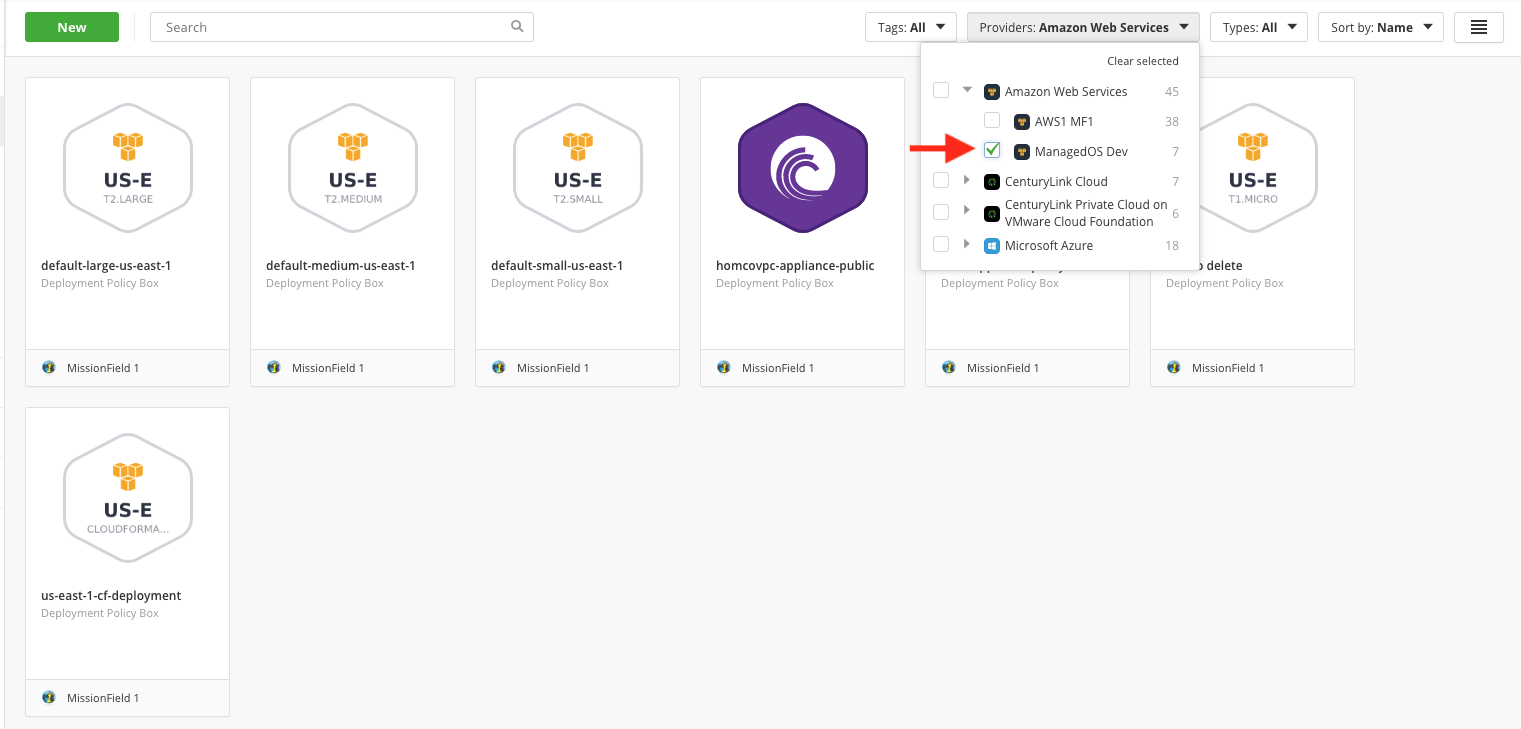 New
Search
Tags: All
Providers: Amazon Web Services
Types: All
Sort by: Name
Clear selected
Amazon Web Services 45
AWS1 MF1 38
ManagedOS Dev 7
CenturyLink Cloud 7
CenturyLink Private Cloud on
VMware Cloud Foundation 6
Microsoft Azure 18
US-E
T2.LARGE
default-large-us-east-1
Deployment Policy Box
MissionField 1
US-E
T2.MEDIUM
default-medium-us-east-1
Deployment Policy Box
MissionField 1
US-E
T2.SMALL
default-small-us-east-1
Deployment Policy Box
MissionField 1
homcovpc-appliance-public
Deployment Policy Box
MissionField 1
Deployment Policy Box
MissionField 1
US-E
T1.MICRO
delete
Deployment Policy Box
MissionField 1
US-E
CLOUDFORMA...
us-east-1-cf-deployment
Deployment Policy Box
MissionField 1